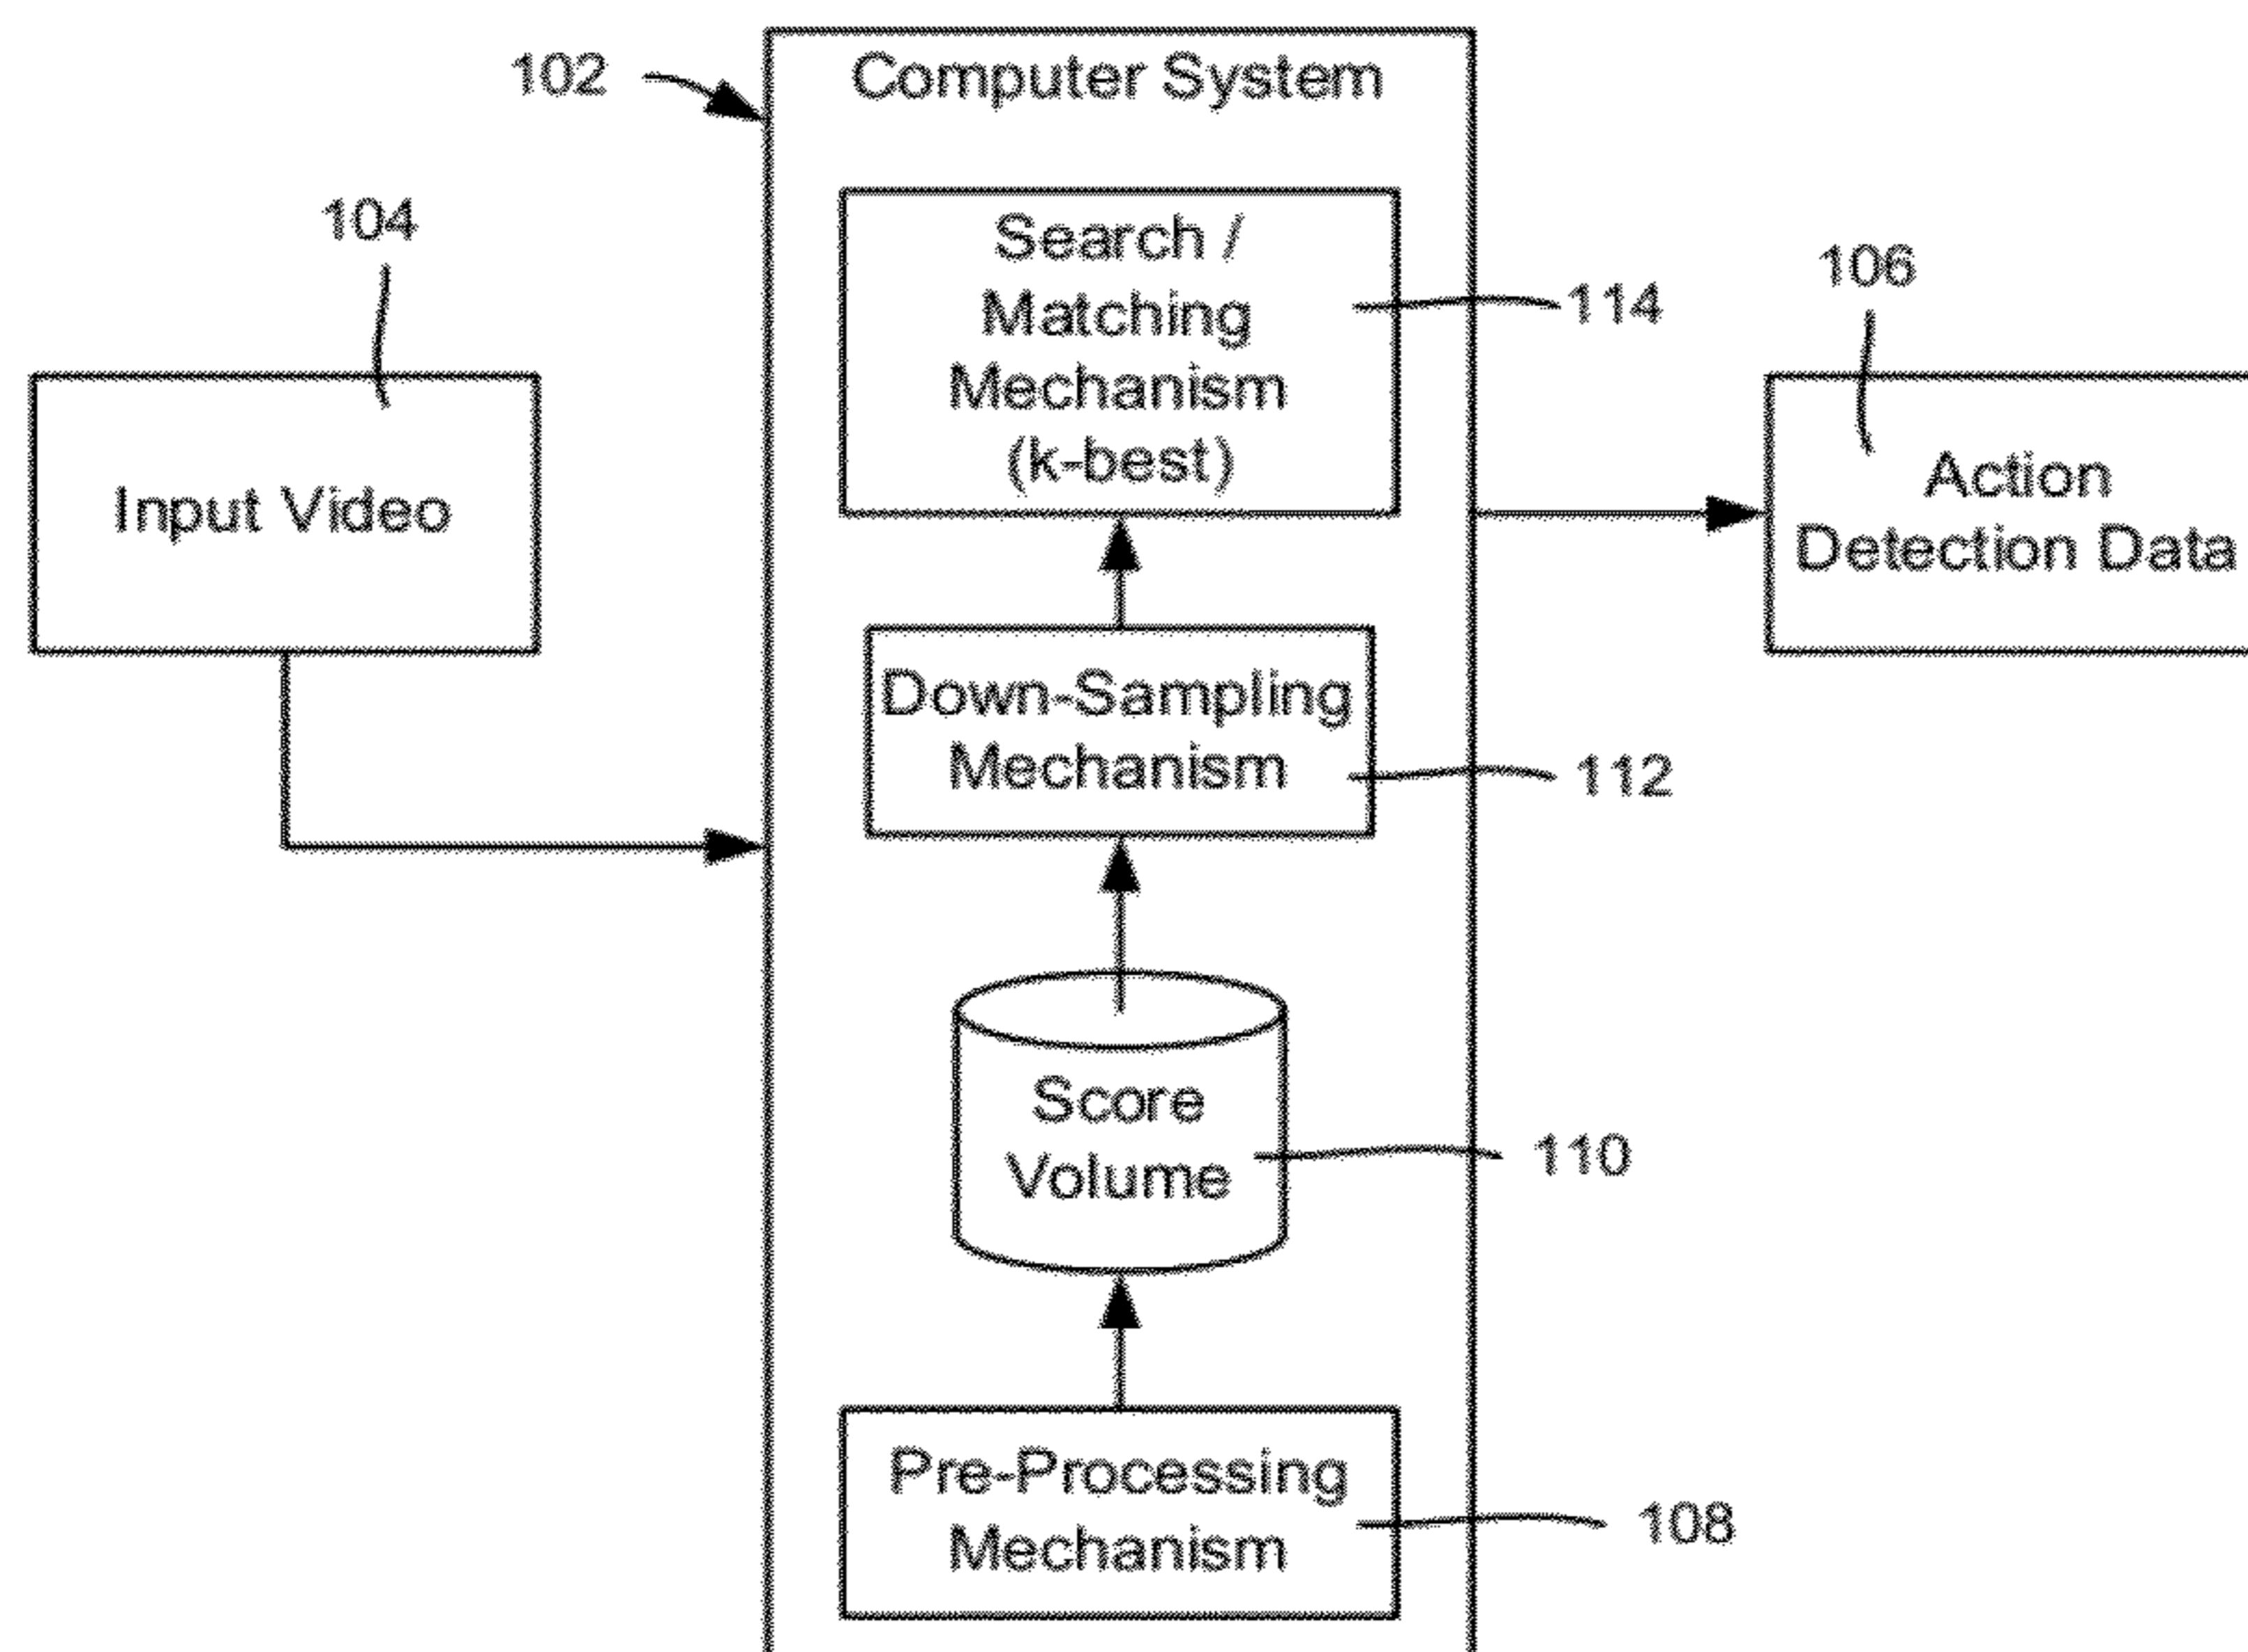 102
Computer System
104
Search /
Matching
Mechanism
(k-best)
114
106
Input Video
Action
Detection Data
Down-Sampling
Mechanism
112
Score
Volume
110
Pre-Processing
Mechanism
108